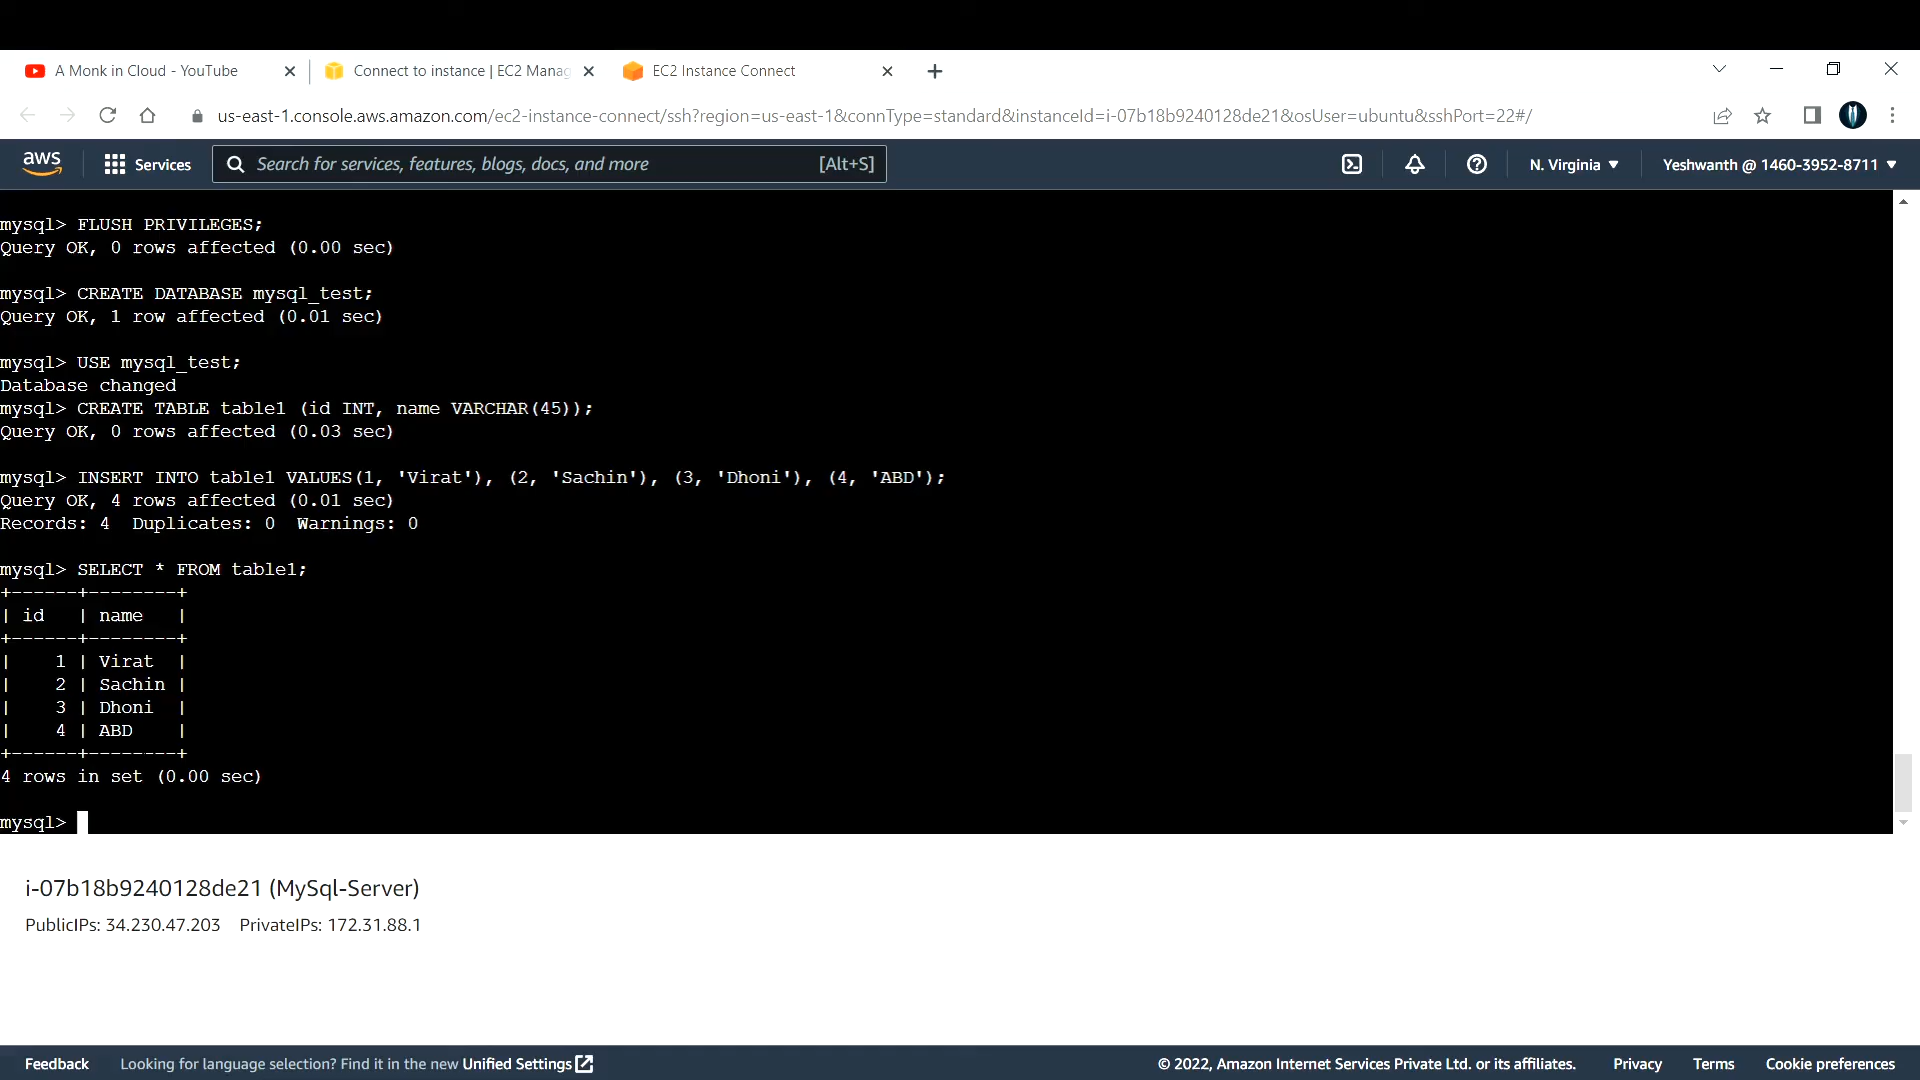 A Monk in Cloud - YouTube
Connect to instance | EC2 Manag
EC2 Instance Connect
us-east-1.console.aws.amazon.com/ec2-instance-connect/ssh?region=us-east-1&connType=standard&instanceId=i-07b18b9240128de21&osUser=ubuntu&sshPort=22#/
aws
Services
Search for services, features, blogs, docs, and more
[Alt+S]
N. Virginia
Yeshwanth @ 1460-3952-8711
mysql> FLUSH PRIVILEGES;
Query OK, 0 rows affected (0.00 sec)
mysql> CREATE DATABASE mysql_test;
Query OK, 1 row affected (0.01 sec)
mysql> USE mysql_test;
Database changed
mysql> CREATE TABLE table1 (id INT, name VARCHAR(45));
Query OK, 0 rows affected (0.03 sec)
mysql> INSERT INTO table1 VALUES(1, 'Virat'), (2, 'Sachin'), (3, 'Dhoni'), (4, 'ABD');
Query OK, 4 rows affected (0.01 sec)
Records: 4  Duplicates: 0  Warnings: 0
mysql> SELECT * FROM table1;
+------+--------+
| id   | name   |
+------+--------+
|    1 | Virat  |
|    2 | Sachin |
|    3 | Dhoni  |
|    4 | ABD    |
+------+--------+
4 rows in set (0.00 sec)
mysql>
i-07b18b9240128de21 (MySql-Server)
PublicIPs: 34.230.47.203 PrivateIPs: 172.31.88.1
Feedback
Looking for language selection? Find it in the new Unified Settings
© 2022, Amazon Internet Services Private Ltd. or its affiliates.
Privacy
Terms
Cookie preferences